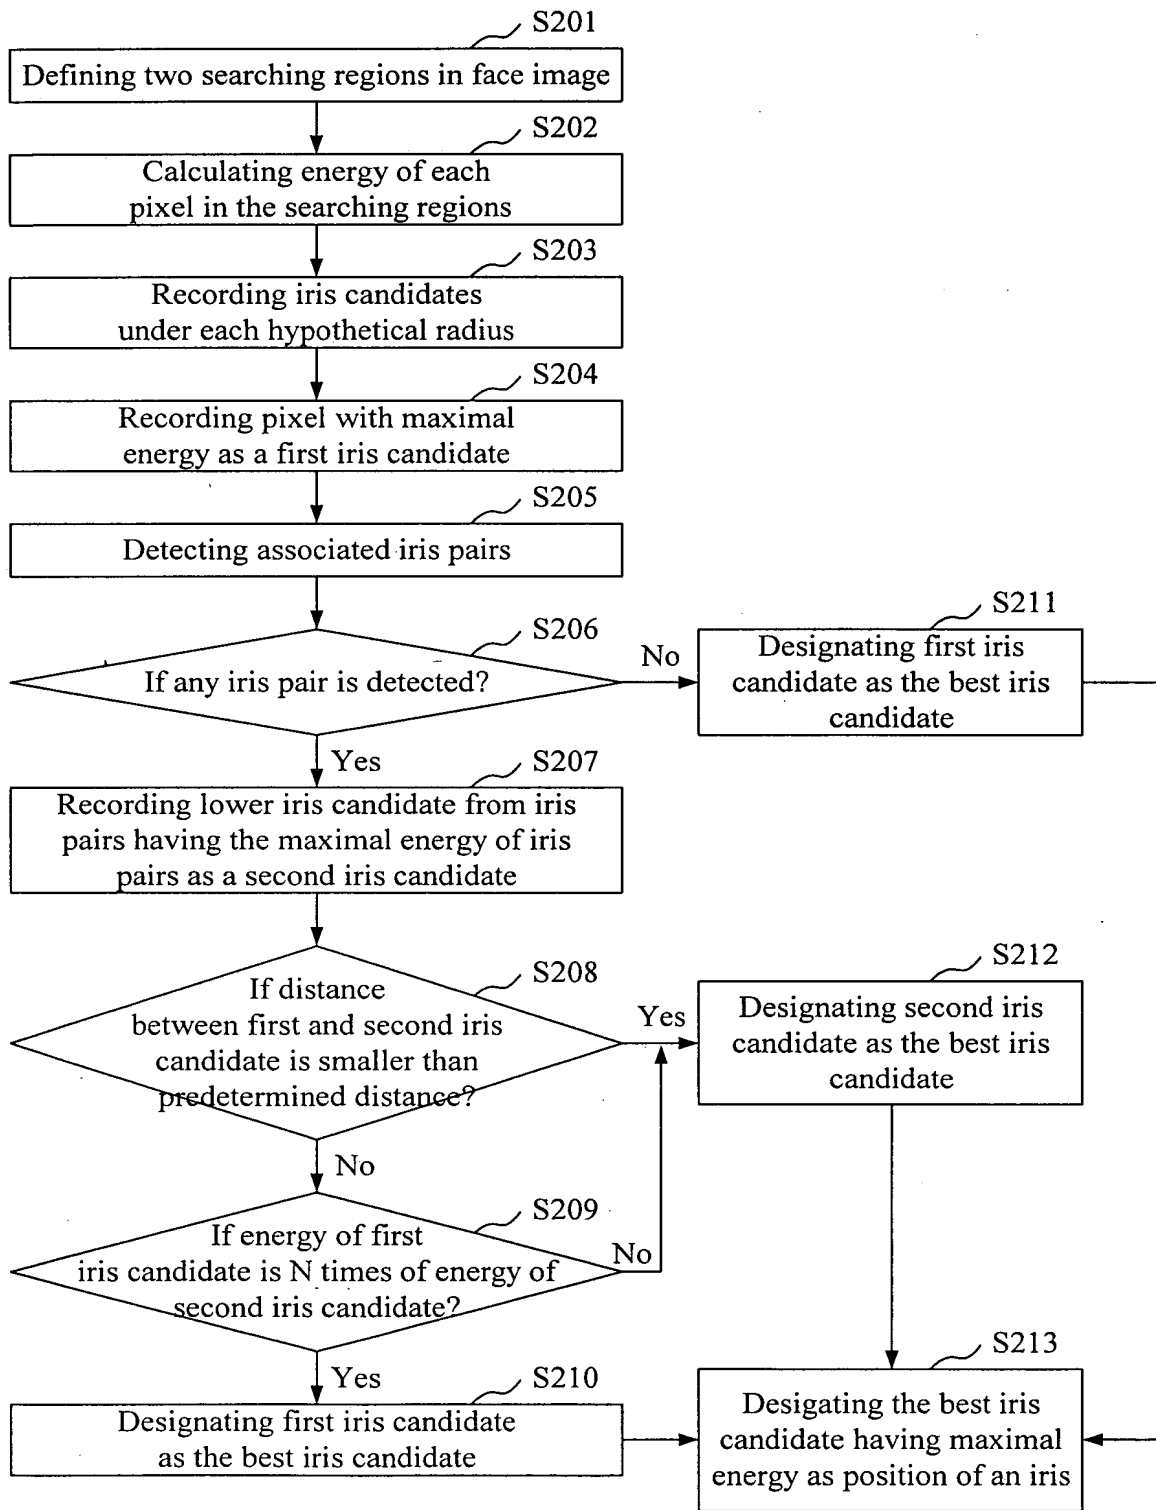 S201
Defining two searching regions in face image
S202
Calculating energy of each
pixel in the searching regions
S203
Recording iris candidates
under each hypothetical radius
S204
Recording pixel with maximal
energy as a first iris candidate
S205
Detecting associated iris pairs
S206
If any iris pair is detected?
No
S211
Designating first iris
candidate as the best iris
candidate
Yes
S207
Recording lower iris candidate from iris
pairs having the maximal energy of iris
pairs as a second iris candidate
S208
If distance
between first and second iris
candidate is smaller than
predetermined distance?
Yes
S212
Designating second iris
candidate as the best iris
candidate
No
S209
If energy of first
iris candidate is N times of energy of
second iris candidate?
No
Yes
S210
Designating first iris candidate
as the best iris candidate
S213
Desigating the best iris
candidate having maximal
energy as position of an iris